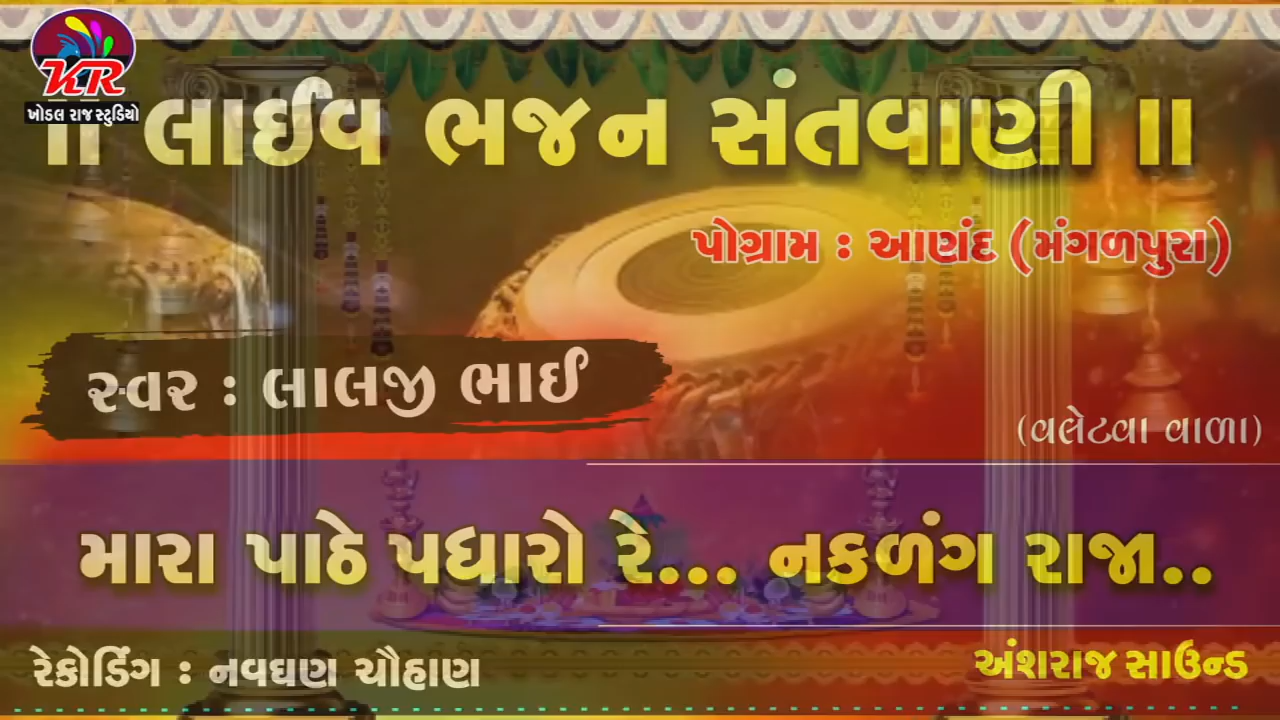 KR
ખોડલ રાજ સ્ટુડિયો
॥ લાઈવ ભજન સંતવાણી ॥
પોગ્રામ : આણંદ (મંગળપુરા)
સ્વર : લાલજી ભાઈ
(વલેટવા વાળા)
મારા પાઠે પધારો રે... નકળંગ રાજા..
રેકોર્ડિંગ : નવઘણ ચૌહાણ
અંશરાજ સાઉન્ડ